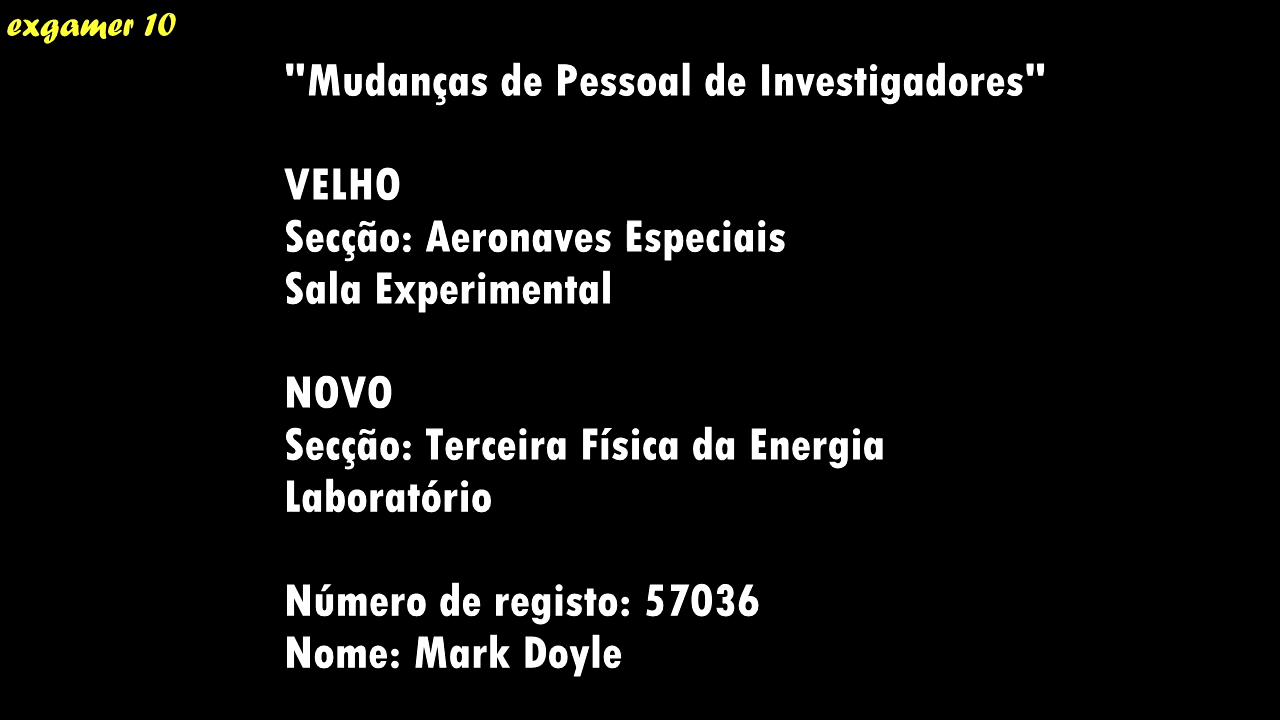 exgamer 10
"Mudanças de Pessoal de Investigadores"
VELHO
Secção: Aeronaves Especiais
Sala Experimental
NOVO
Secção: Terceira Física da Energia
Laboratório
Número de registo: 57036
Nome: Mark Doyle